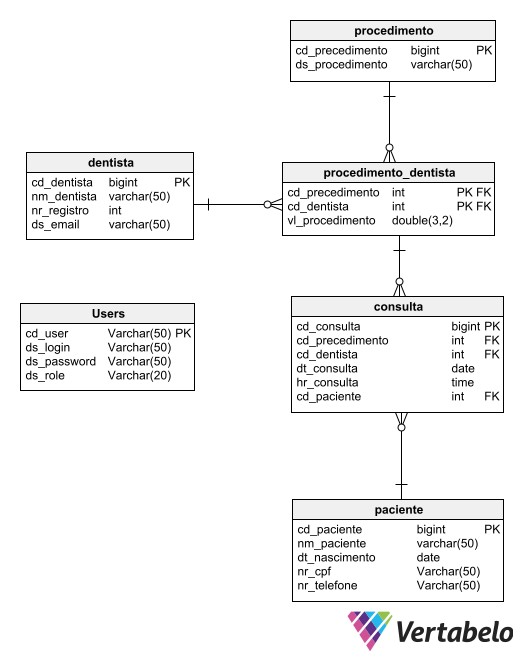 procedimento
cd_precedimento bigint PK
ds_procedimento varchar(50)
dentista
cd_dentista bigint PK
nm_dentista varchar(50)
nr_registro int
ds_email varchar(50)
procedimento_dentista
cd_precedimento int PK FK
cd_dentista int PK FK
vl_procedimento double(3,2)
Users
cd_user Varchar(50) PK
ds_login Varchar(50)
ds_password Varchar(50)
ds_role Varchar(20)
consulta
cd_consulta bigint PK
cd_precedimento int FK
cd_dentista int FK
dt_consulta date
hr_consulta time
cd_paciente int FK
paciente
cd_paciente bigint PK
nm_paciente varchar(50)
dt_nascimento date
nr_cpf Varchar(50)
nr_telefone Varchar(50)
Vertabelo